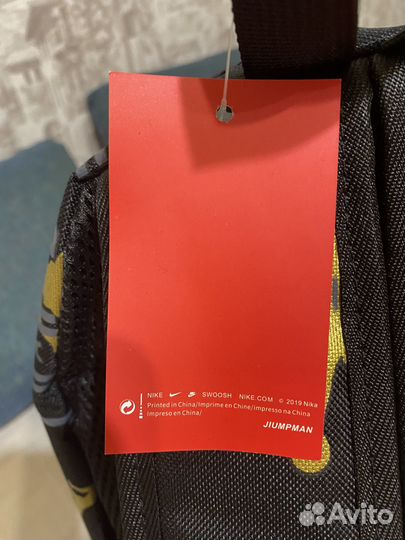 NIKE SWOOSH NIKE.COM © 2019 Nika
Printed in China/Imprime en Cine/impresso na China
Impreso en China/
JIUMPMAN
Avito